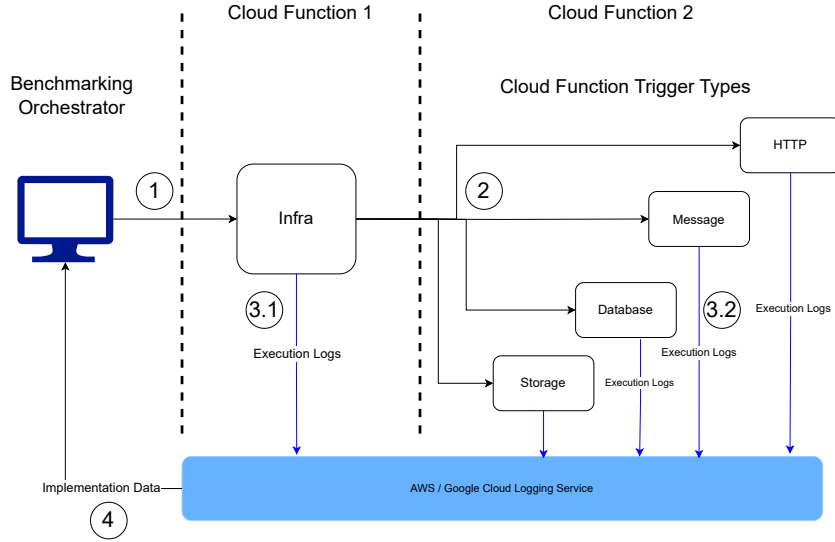 Cloud Function 1
Cloud Function 2
Benchmarking
Orchestrator
Cloud Function Trigger Types
HTTP
1
Infra
2
Message
3.1
Database
3.2
Execution Logs
Execution Logs
Execution Logs
Storage
Execution Logs
Implementation Data
AWS / Google Cloud Logging Service
4